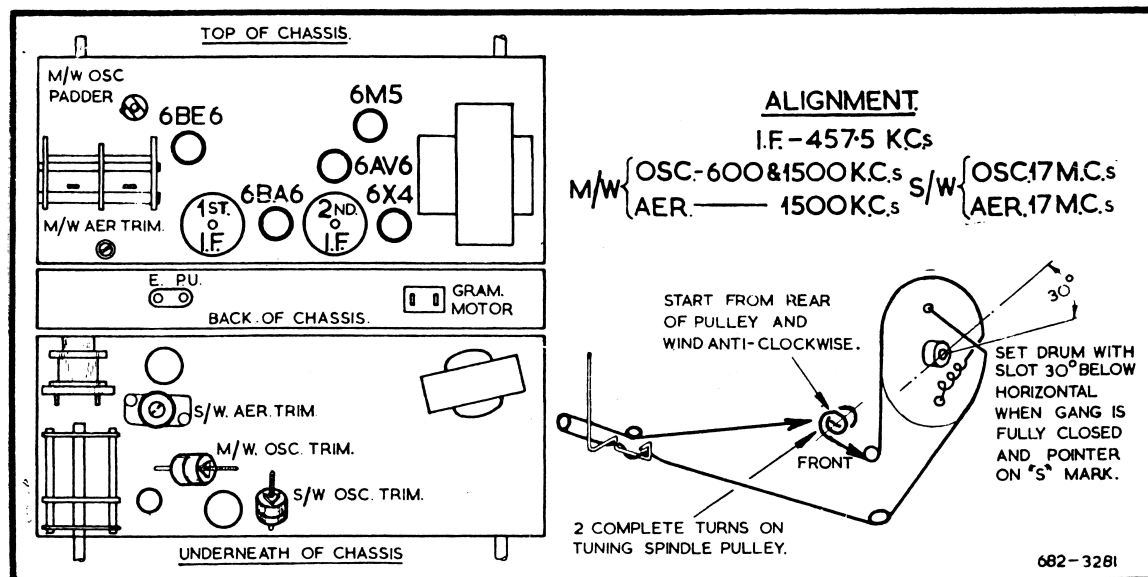 TOP OF CHASSIS.
M/W OSC
PADDER
6BE6
6M5
6AV6
6BA6
6X4
1ST.
I.F.
2ND.
I.F.
M/W AER TRIM.
E. P.U.
GRAM.
MOTOR
BACK OF CHASSIS.
S/W. AER. TRIM.
M/W. OSC. TRIM.
S/W OSC. TRIM.
UNDERNEATH OF CHASSIS
ALIGNMENT.
I.F. - 457·5 K.Cs
M/W { OSC. - 600 & 1500 K.C.s S/W { OSC. 17 M.C.s
AER. —— 1500 K.C.s AER. 17 M.C.s
START FROM REAR
OF PULLEY AND
WIND ANTI-CLOCKWISE.
30°
SET DRUM WITH
SLOT 30° BELOW
HORIZONTAL
WHEN GANG IS
FULLY CLOSED
AND POINTER
ON "S" MARK.
FRONT
2 COMPLETE TURNS ON
TUNING SPINDLE PULLEY.
682-3281